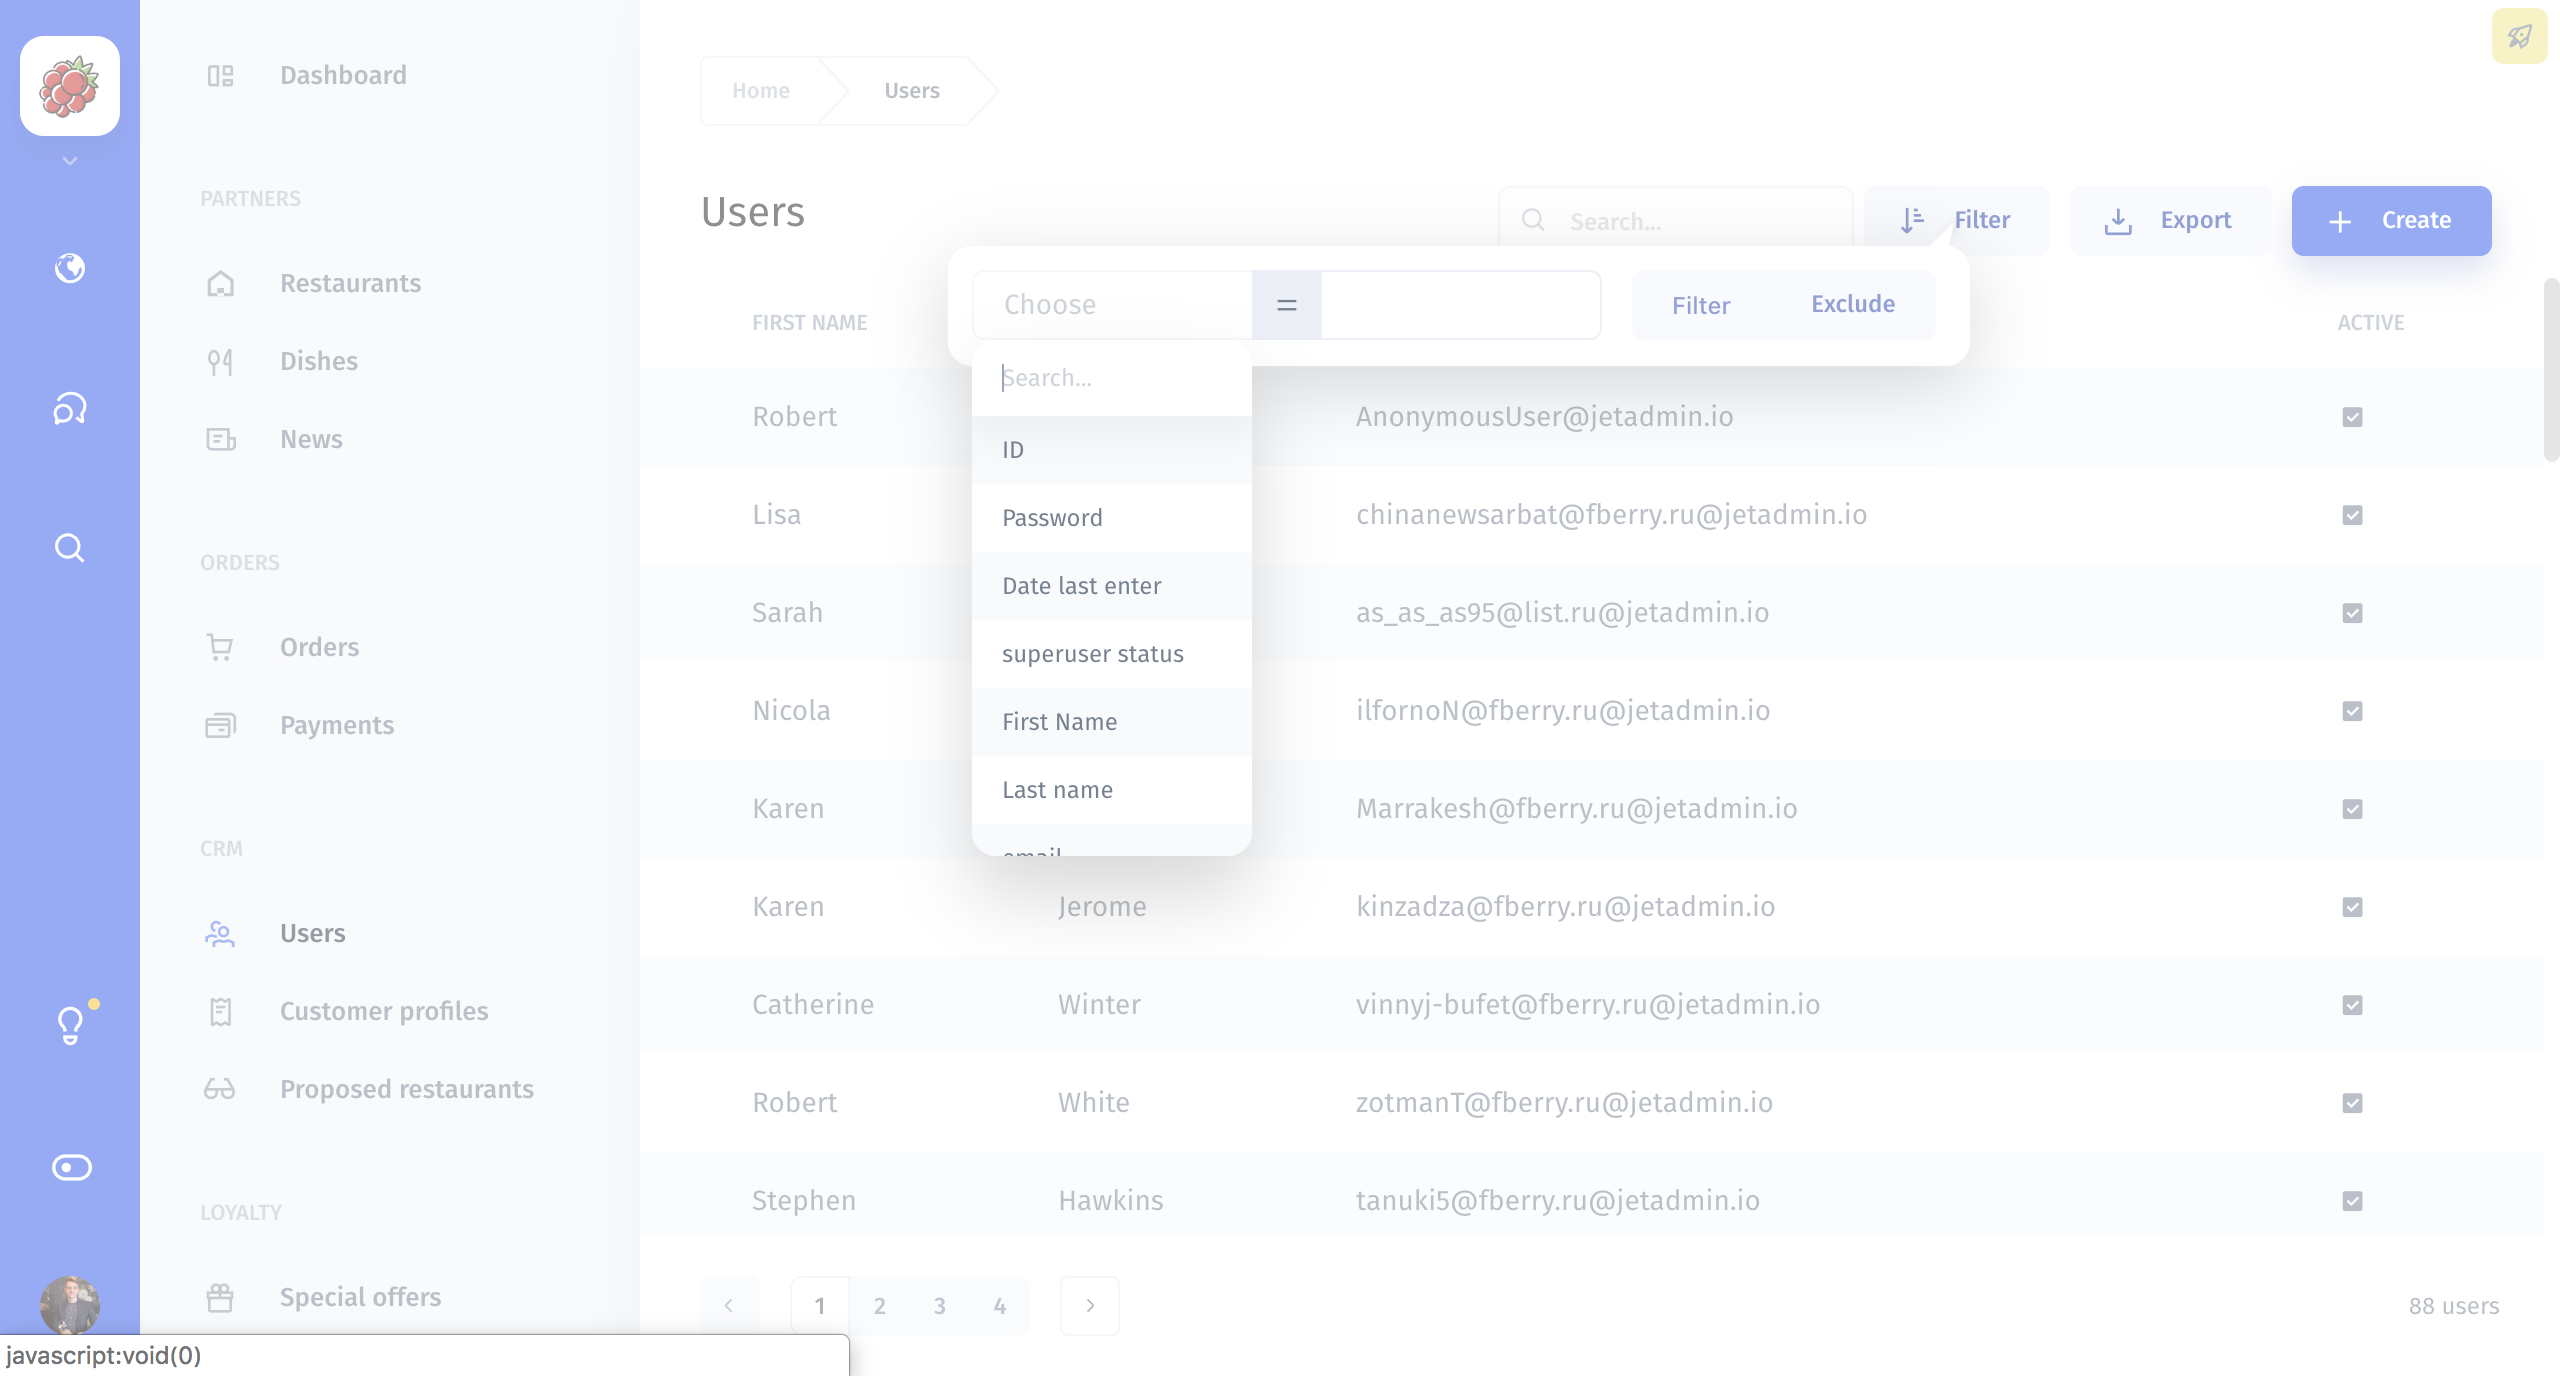 Dashboard
PARTNERS
Restaurants
Dishes
News
ORDERS
Orders
Payments
CRM
Users
Customer profiles
Proposed restaurants
LOYALTY
Special offers
javascript:void(0)
Home Users
Users
Search... Filter Export Create
Choose = Filter Exclude
Search...
ID
Password
Date last enter
superuser status
First Name
Last name
email
FIRST NAME ACTIVE
Robert AnonymousUser@jetadmin.io
Lisa chinanewsarbat@fberry.ru@jetadmin.io
Sarah as_as_as95@list.ru@jetadmin.io
Nicola ilfornoN@fberry.ru@jetadmin.io
Karen Marrakesh@fberry.ru@jetadmin.io
Karen Jerome kinzadza@fberry.ru@jetadmin.io
Catherine Winter vinnyj-bufet@fberry.ru@jetadmin.io
Robert White zotmanT@fberry.ru@jetadmin.io
Stephen Hawkins tanuki5@fberry.ru@jetadmin.io
1 2 3 4 88 users